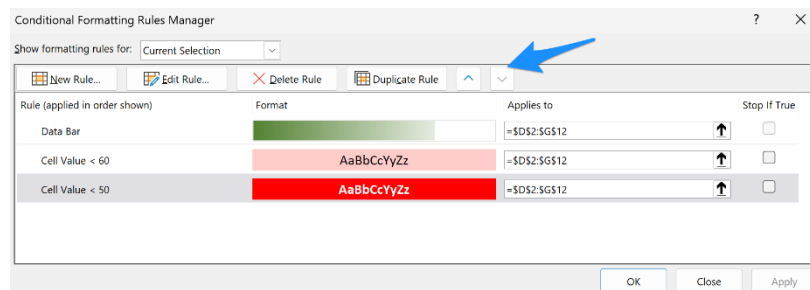 Conditional Formatting Rules Manager ?
Show formatting rules for: Current Selection
New Rule... Edit Rule... Delete Rule Duplicate Rule
Rule (applied in order shown) Format Applies to Stop If True
Data Bar =$D$2:$G$12
Cell Value < 60 AaBbCcYyZz =$D$2:$G$12
Cell Value < 50 AaBbCcYyZz =$D$2:$G$12
OK Close Apply